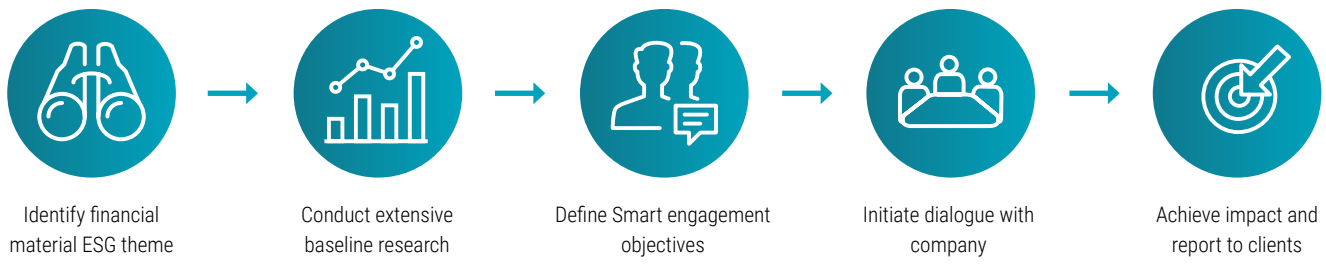 Identify financial
material ESG theme
Conduct extensive
baseline research
Define Smart engagement
objectives
Initiate dialogue with
company
Achieve impact and
report to clients